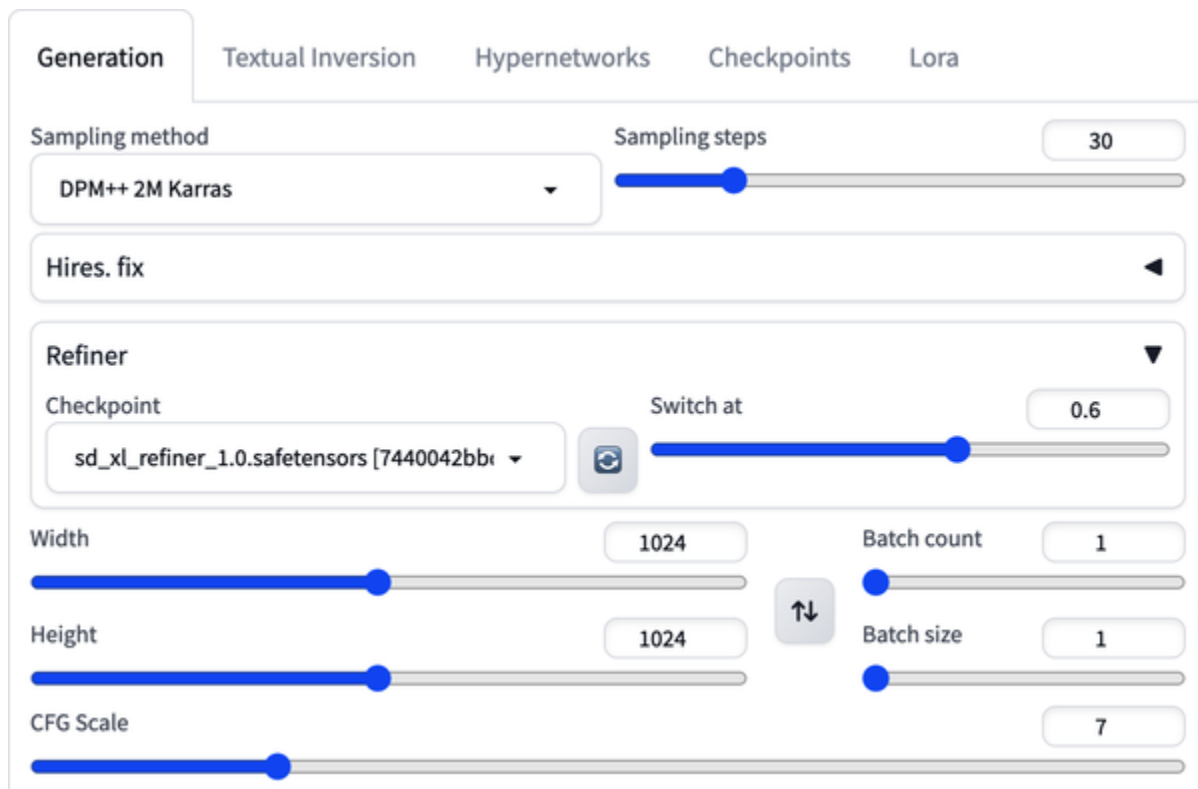 Generation Textual Inversion Hypernetworks Checkpoints Lora
Sampling method
DPM++ 2M Karras
Sampling steps 30
Hires. fix
Refiner
Checkpoint
sd_xl_refiner_1.0.safetensors [7440042bb
Switch at 0.6
Width 1024
Batch count 1
Height 1024
Batch size 1
CFG Scale 7